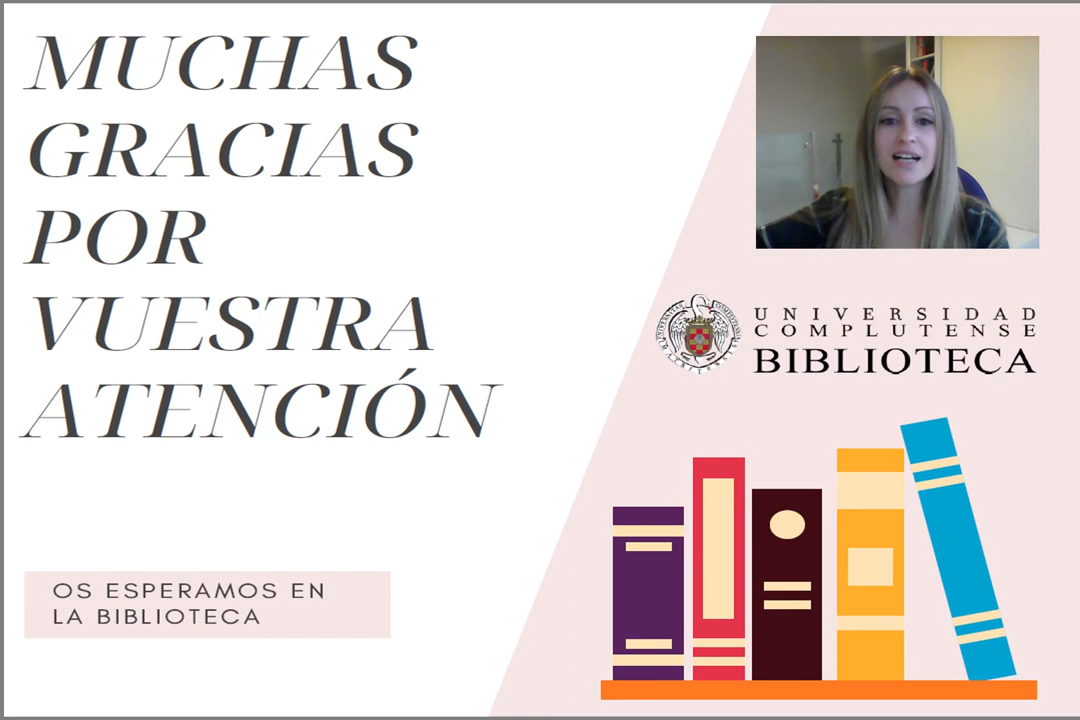 MUCHAS
GRACIAS
POR
VUESTRA
ATENCIÓN
UNIVERSIDAD
COMPLUTENSE
BIBLIOTECA
OS ESPERAMOS EN
LA BIBLIOTECA